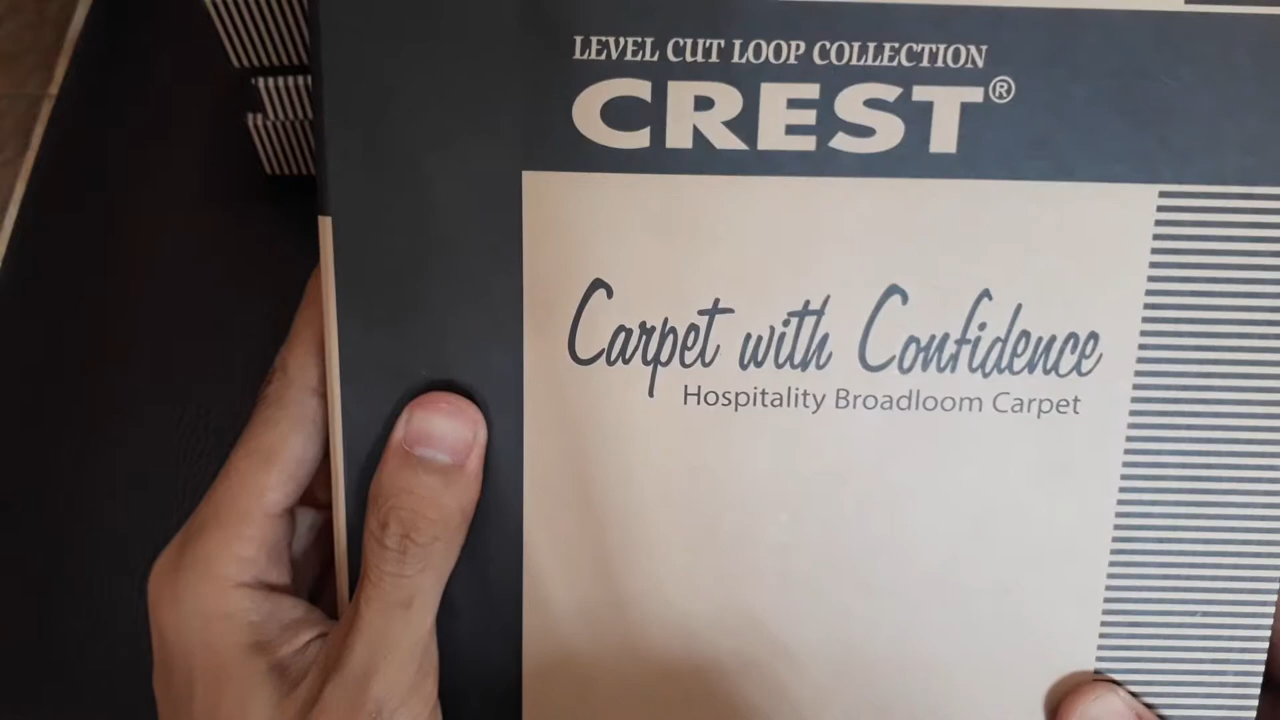 LEVEL CUT LOOP COLLECTION
CREST®
Carpet with Confidence
Hospitality Broadloom Carpet